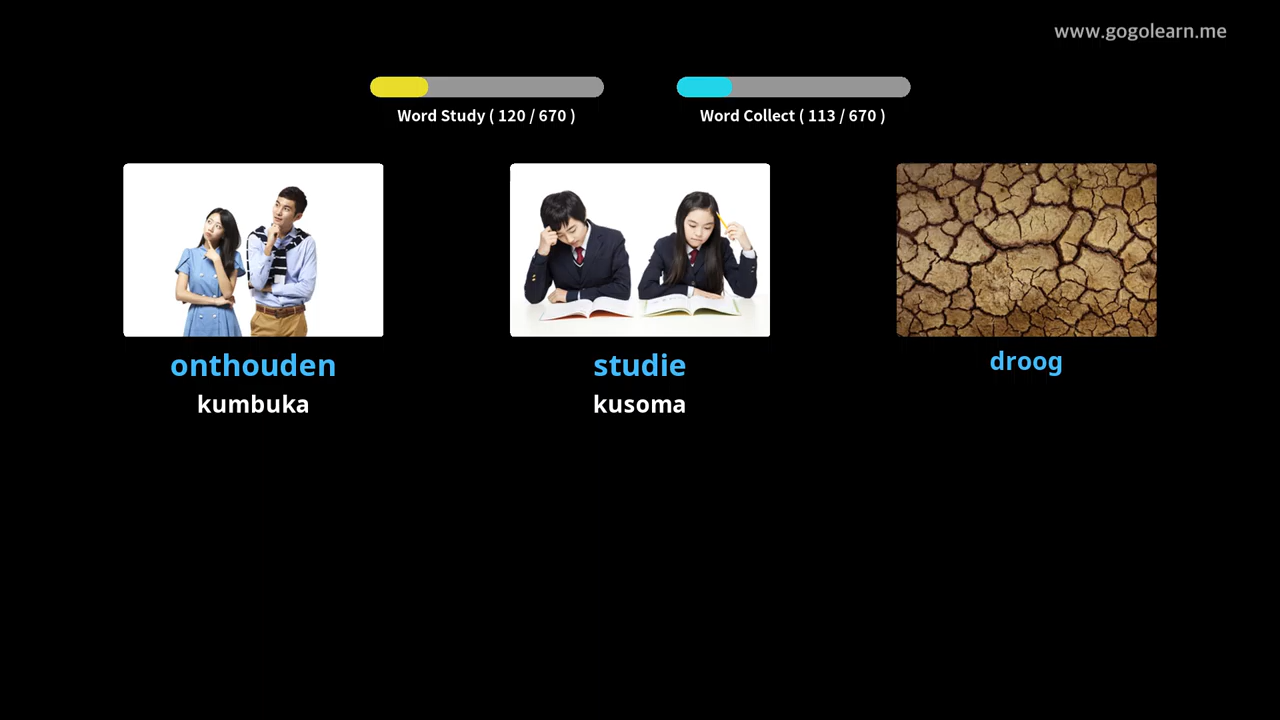 www.gogolearn.me
Word Study ( 120 / 670 )
Word Collect ( 113 / 670 )
onthouden
kumbuka
studie
kusoma
droog